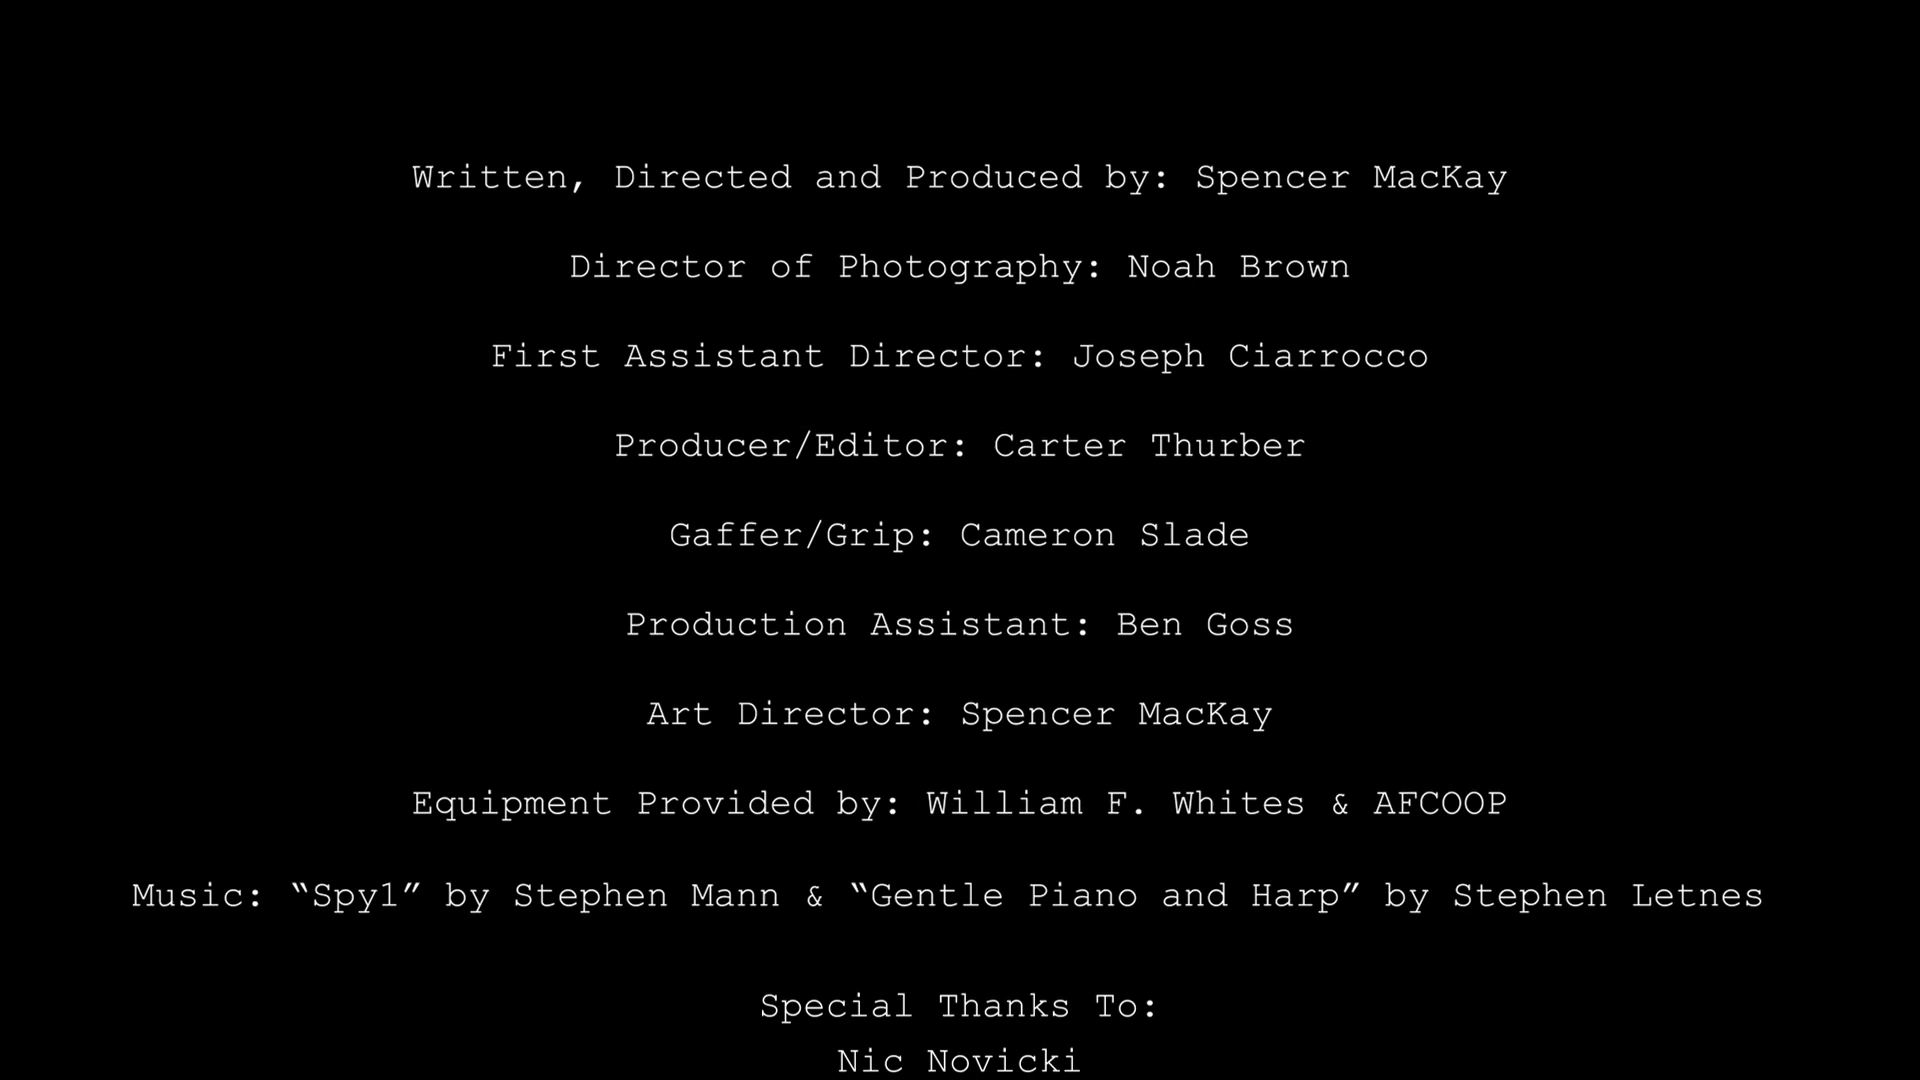 Written, Directed and Produced by: Spencer MacKay
Director of Photography: Noah Brown
First Assistant Director: Joseph Ciarrocco
Producer/Editor: Carter Thurber
Gaffer/Grip: Cameron Slade
Production Assistant: Ben Goss
Art Director: Spencer MacKay
Equipment Provided by: William F. Whites & AFCOOP
Music: “Spy1” by Stephen Mann & “Gentle Piano and Harp” by Stephen Letnes
Special Thanks To:
Nic Novicki